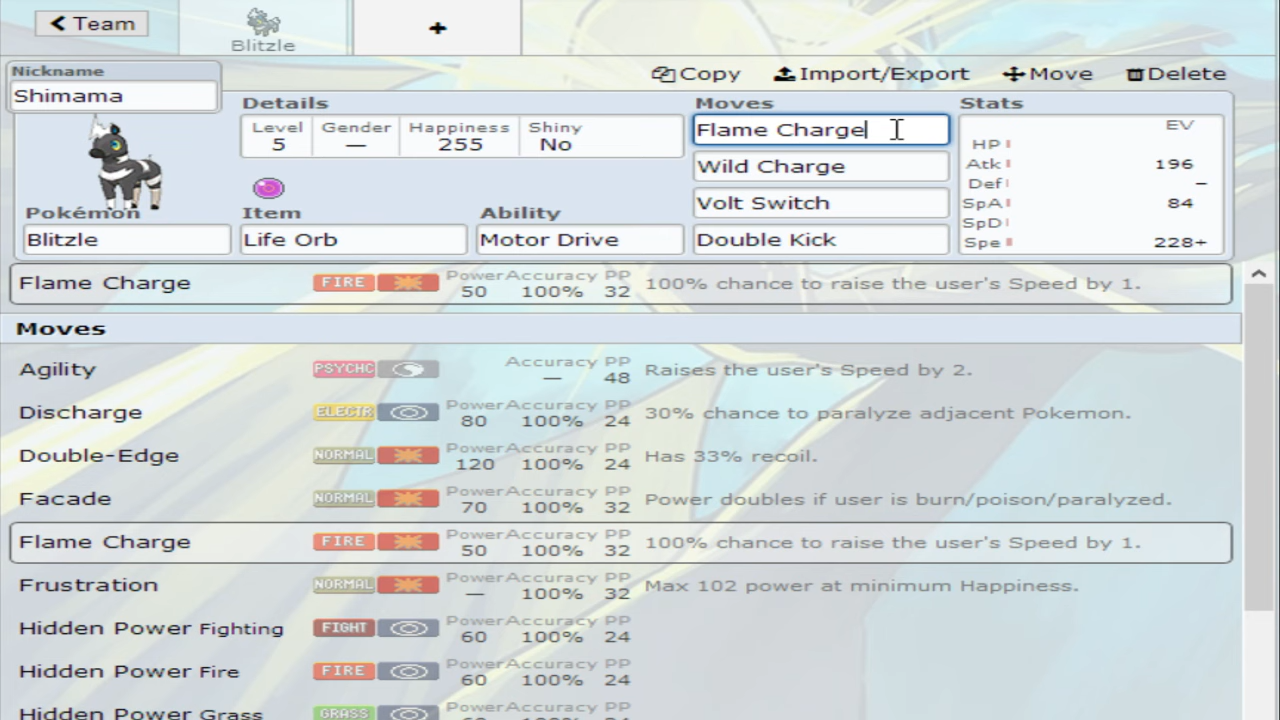 Team
Blitzle
+
Nickname
Shimama
Copy Import/Export Move Delete
Details
Level
5
Gender
—
Happiness
255
Shiny
No
Moves
Flame Charge
Wild Charge
Volt Switch
Double Kick
Stats
EV
HP
Atk 196
Def –
SpA 84
SpD
Spe 228+
Pokémon
Blitzle
Item
Life Orb
Ability
Motor Drive
Flame Charge FIRE Power 50 Accuracy 100% PP 32 100% chance to raise the user's Speed by 1.
Moves
Agility PSYCHC Accuracy — PP 48 Raises the user's Speed by 2.
Discharge ELECTR Power 80 Accuracy 100% PP 24 30% chance to paralyze adjacent Pokemon.
Double-Edge NORMAL Power 120 Accuracy 100% PP 24 Has 33% recoil.
Facade NORMAL Power 70 Accuracy 100% PP 32 Power doubles if user is burn/poison/paralyzed.
Flame Charge FIRE Power 50 Accuracy 100% PP 32 100% chance to raise the user's Speed by 1.
Frustration NORMAL Power — Accuracy 100% PP 32 Max 102 power at minimum Happiness.
Hidden Power Fighting FIGHT Power 60 Accuracy 100% PP 24
Hidden Power Fire FIRE Power 60 Accuracy 100% PP 24
Hidden Power Grass GRASS Power Accuracy PP